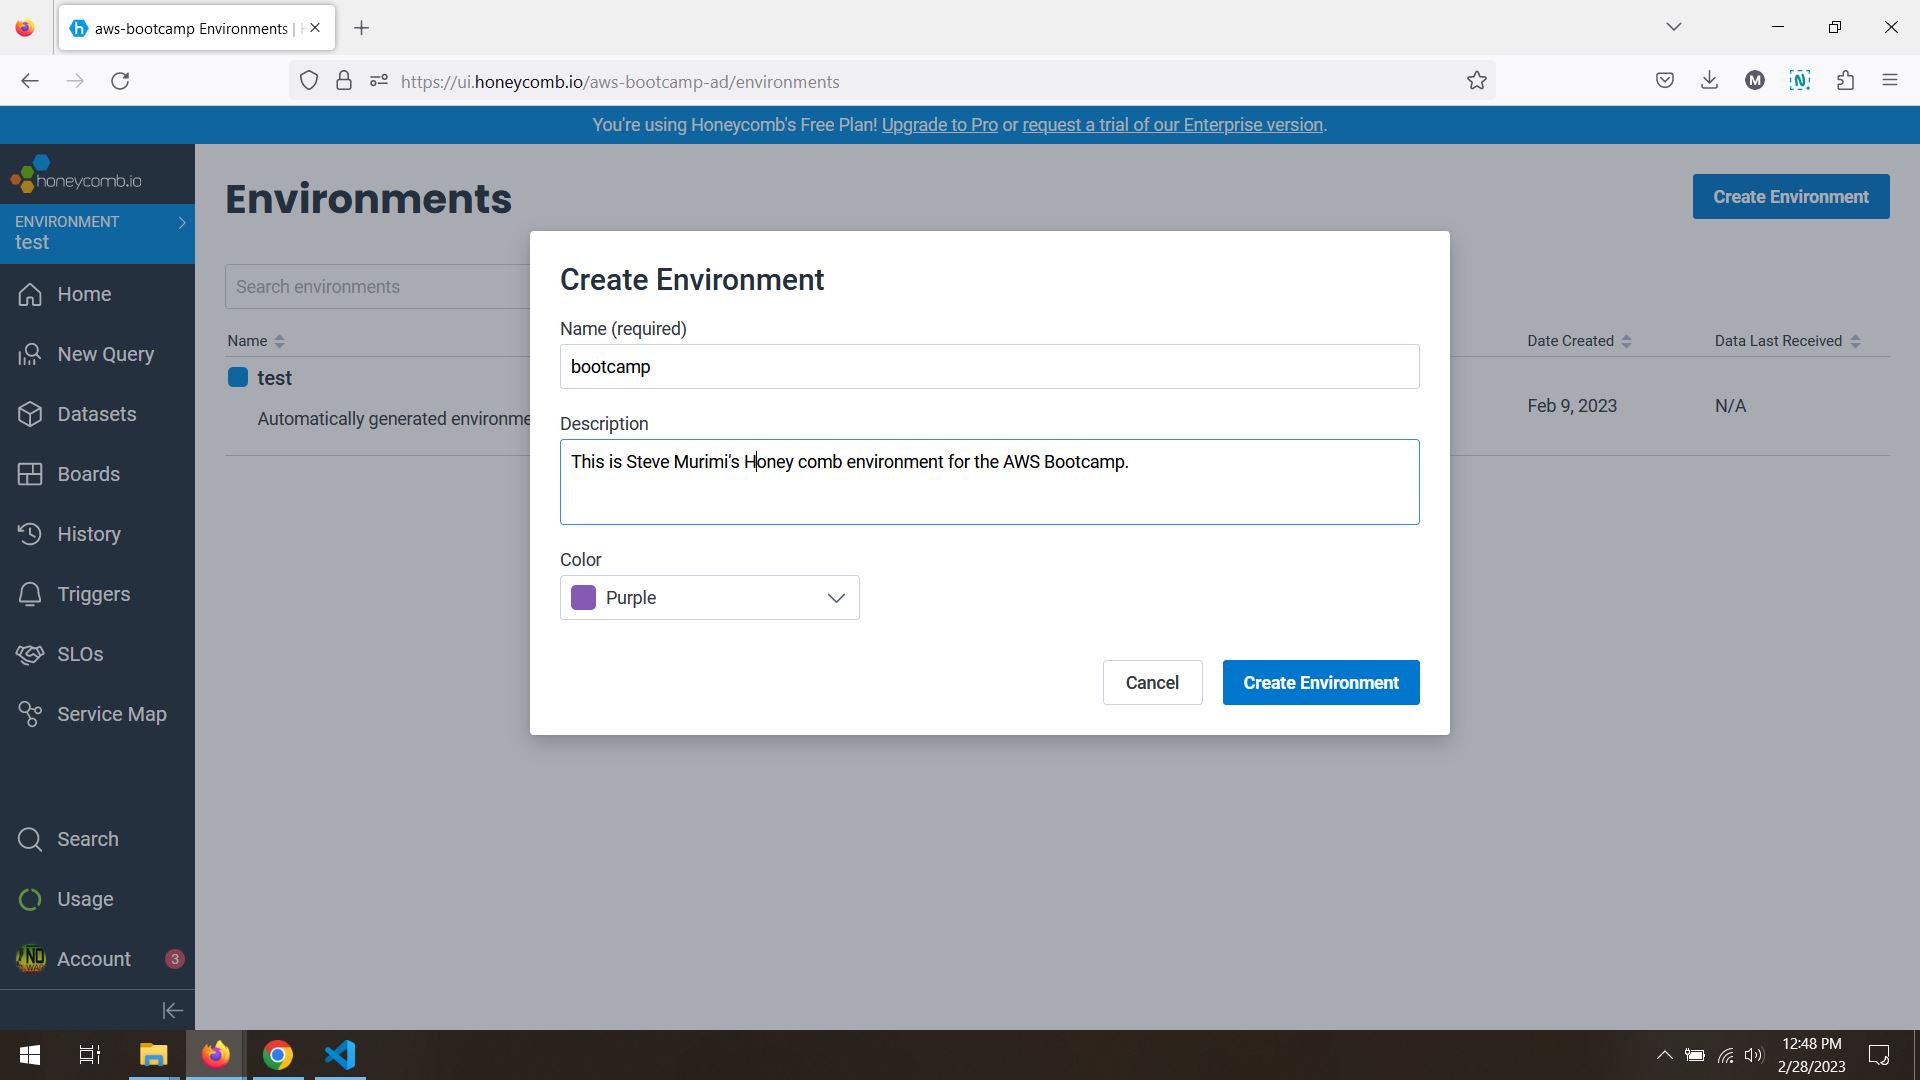 aws-bootcamp Environments |
https://ui.honeycomb.io/aws-bootcamp-ad/environments
You're using Honeycomb's Free Plan! Upgrade to Pro or request a trial of our Enterprise version.
honeycomb.io
ENVIRONMENT
test
Home
New Query
Datasets
Boards
History
Triggers
SLOs
Service Map
Search
Usage
Account 3
Environments
Create Environment
Search environments
Name
Date Created
Data Last Received
test
Automatically generated environme
Feb 9, 2023
N/A
Create Environment
Name (required)
bootcamp
Description
This is Steve Murimi's Honey comb environment for the AWS Bootcamp.
Color
Purple
Cancel
Create Environment
12:48 PM
2/28/2023